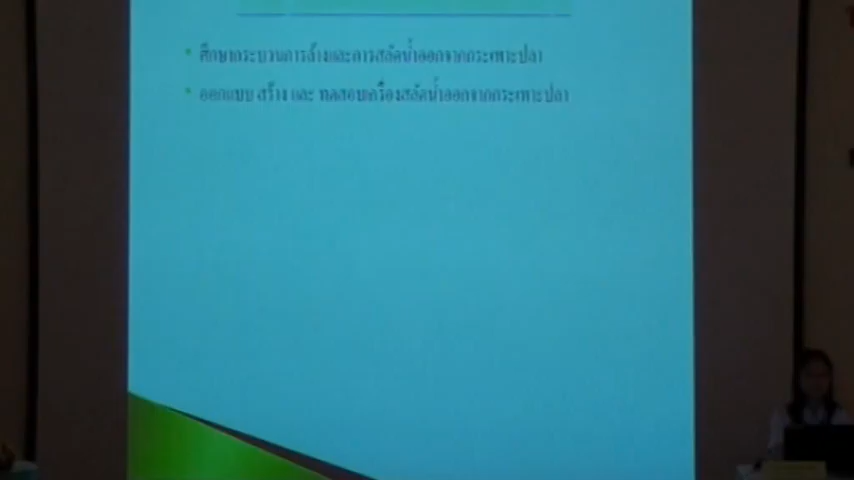 ศึกษากระบวนการล้างและการสลัดน้ำออกจากกระเพาะปลา
ออกแบบ สร้าง และ ทดสอบเครื่องสลัดน้ำออกจากกระเพาะปลา